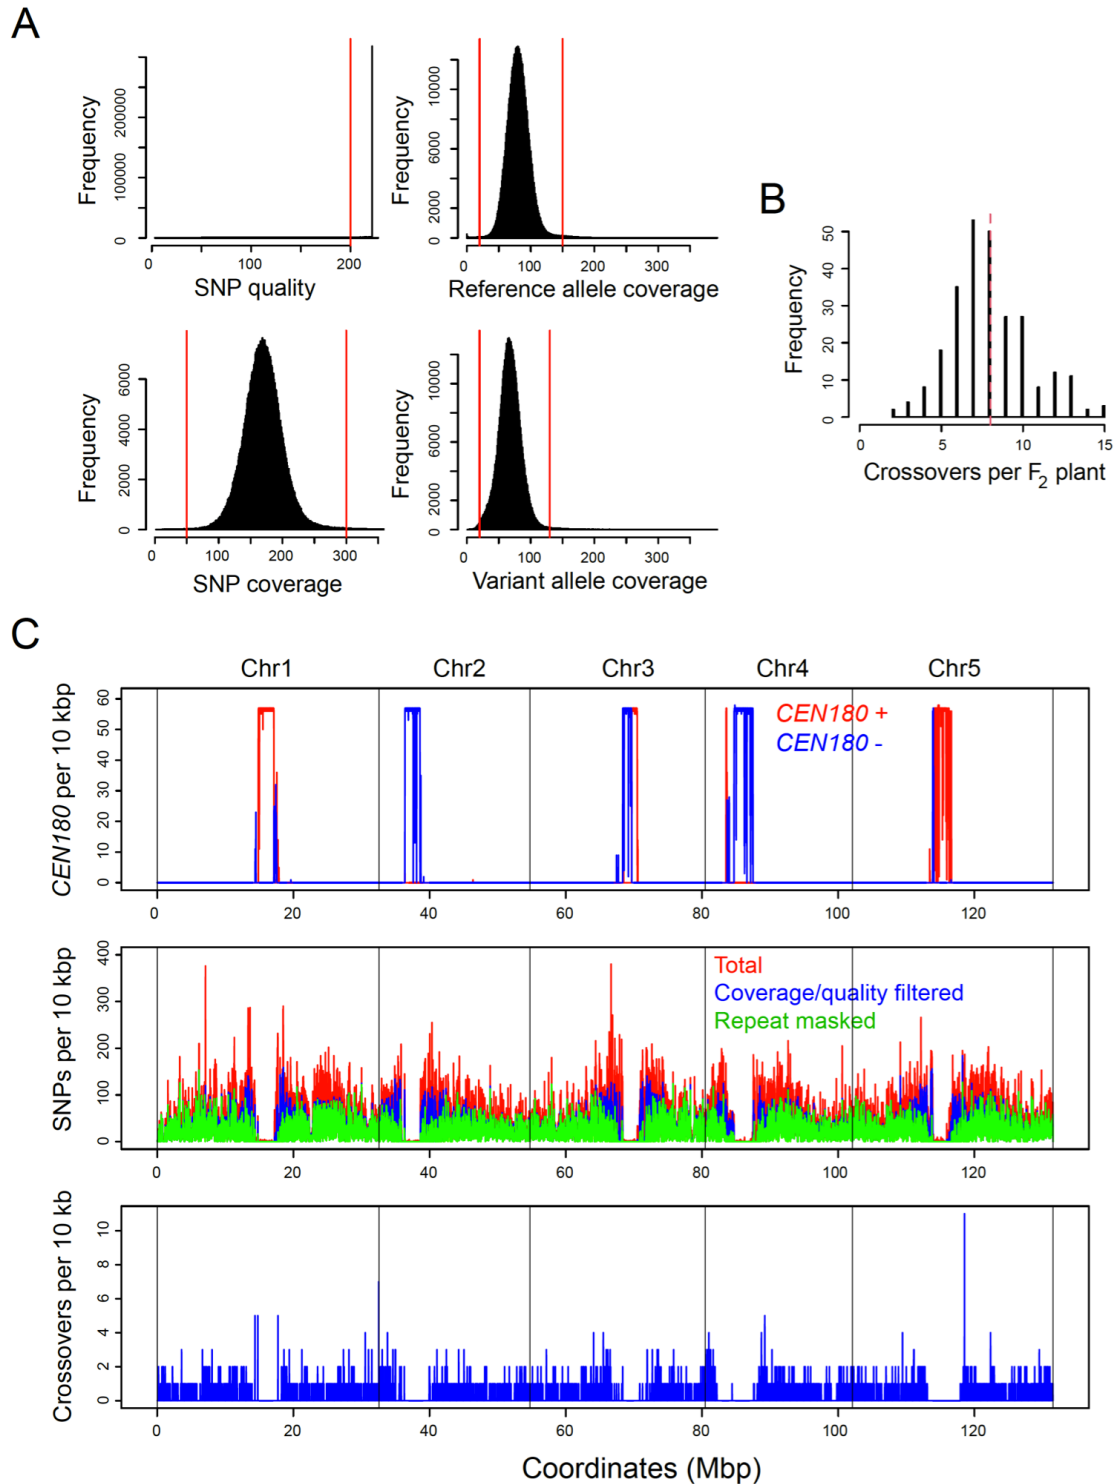 A
Frequency
0
100000
200000
0
100
200
SNP quality
Frequency
0
2000
6000
10000
0
100
200
300
Reference allele coverage
Frequency
0
2000
4000
6000
0
100
200
300
SNP coverage
Frequency
0
2000
6000
10000
0
100
200
300
Variant allele coverage
B
Frequency
0
10
20
30
40
50
0
5
10
15
Crossovers per F2 plant
C
Chr1 Chr2 Chr3 Chr4 Chr5
CEN180 per 10 kbp
0
10
20
30
40
50
60
CEN180 +
CEN180 -
0 20 40 60 80 100 120
SNPs per 10 kbp
0
100
200
300
400
Total
Coverage/quality filtered
Repeat masked
0 20 40 60 80 100 120
Crossovers per 10 kb
0
2
4
6
8
10
0 20 40 60 80 100 120
Coordinates (Mbp)